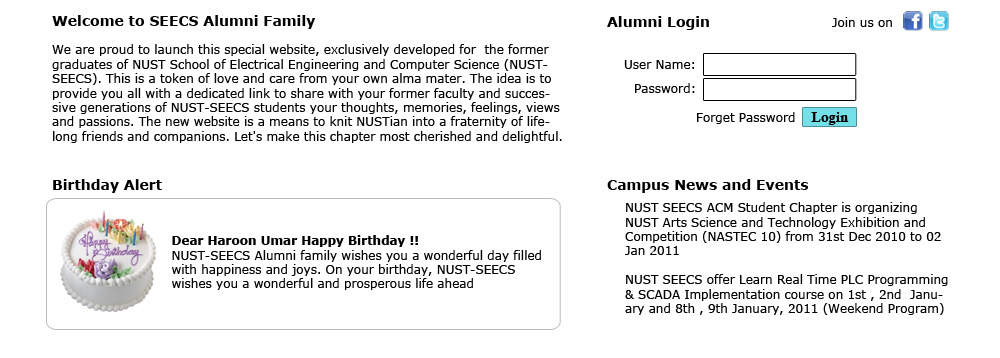 Welcome to SEECS Alumni Family
We are proud to launch this special website, exclusively developed for  the former
graduates of NUST School of Electrical Engineering and Computer Science (NUST-
SEECS). This is a token of love and care from your own alma mater. The idea is to
provide you all with a dedicated link to share with your former faculty and succes-
sive generations of NUST-SEECS students your thoughts, memories, feelings, views
and passions. The new website is a means to knit NUSTian into a fraternity of life-
long friends and companions. Let's make this chapter most cherished and delightful.
Alumni Login
Join us on
f t
User Name:
Password:
Forget Password
Login
Birthday Alert
Happy
Birthday
Dear Haroon Umar Happy Birthday !!
NUST-SEECS Alumni family wishes you a wonderful day filled
with happiness and joys. On your birthday, NUST-SEECS
wishes you a wonderful and prosperous life ahead
Campus News and Events
NUST SEECS ACM Student Chapter is organizing
NUST Arts Science and Technology Exhibition and
Competition (NASTEC 10) from 31st Dec 2010 to 02
Jan 2011
NUST SEECS offer Learn Real Time PLC Programming
& SCADA Implementation course on 1st , 2nd  Janu-
ary and 8th , 9th January, 2011 (Weekend Program)